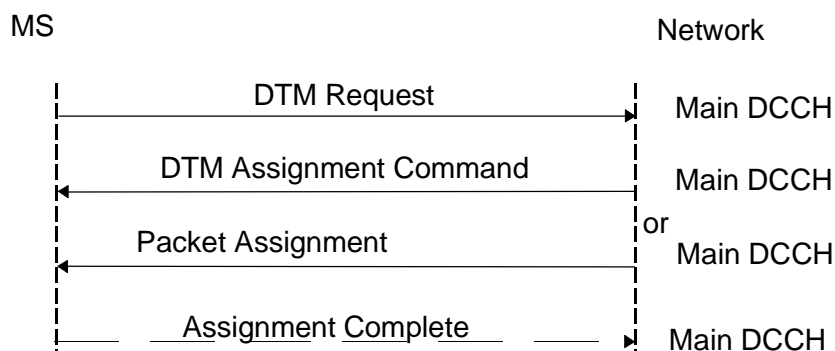 MS
Network
DTM Request
Main DCCH
DTM Assignment Command
Main DCCH
or
Packet Assignment
Main DCCH
Assignment Complete
Main DCCH